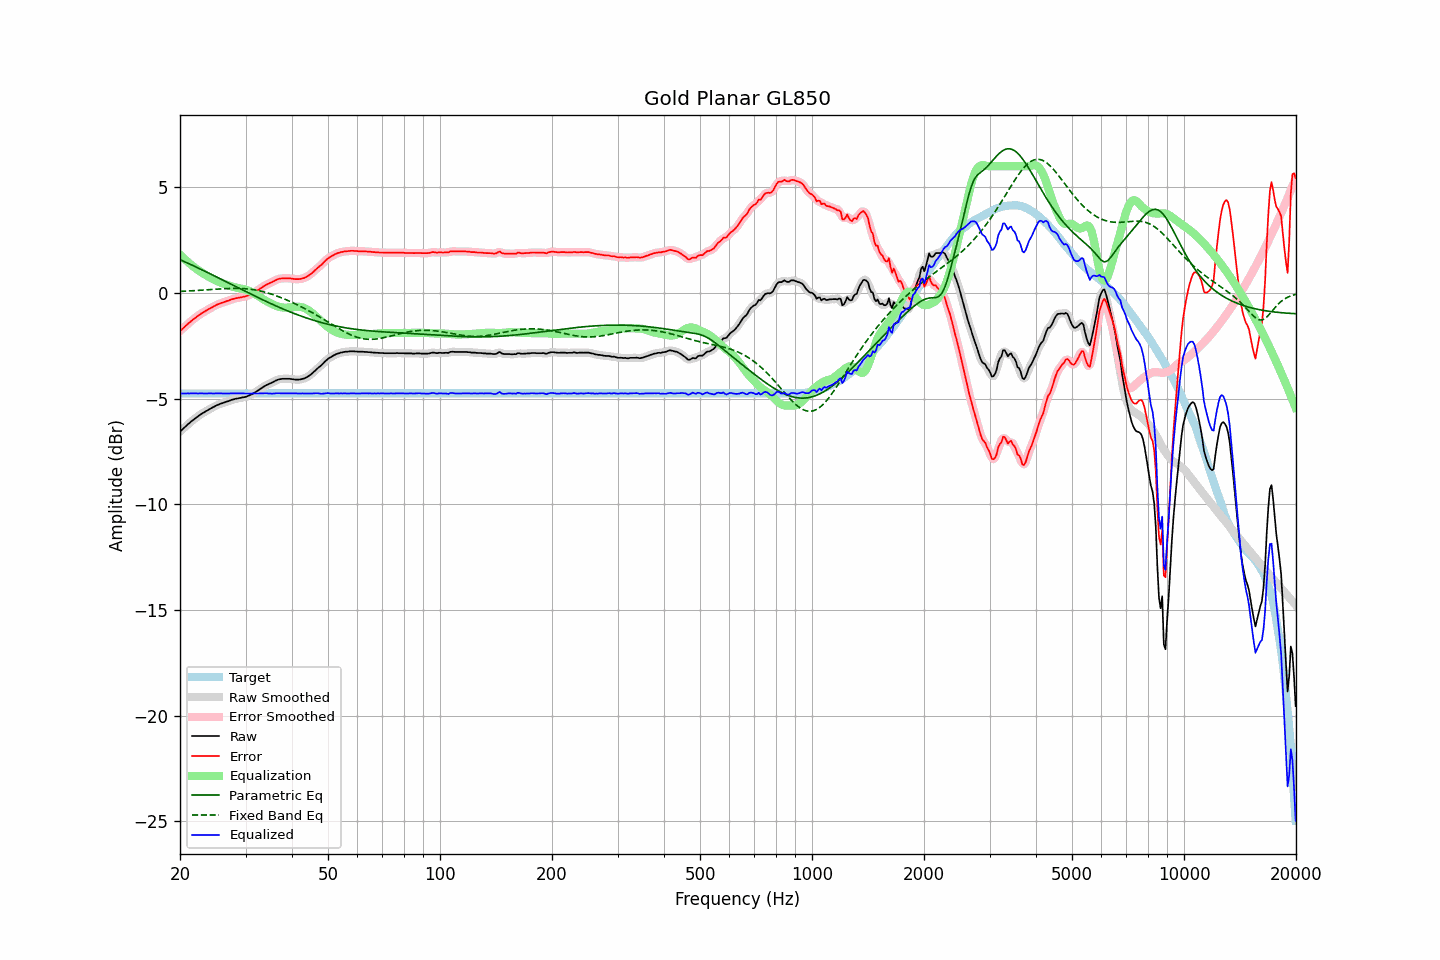 Gold Planar GL850
Amplitude (dBr)
5
0
−5
−10
−15
−20
−25
Target
Raw Smoothed
Error Smoothed
Raw
Error
Equalization
Parametric Eq
Fixed Band Eq
Equalized
20 50 100 200 500 1000 2000 5000 10000 20000
Frequency (Hz)